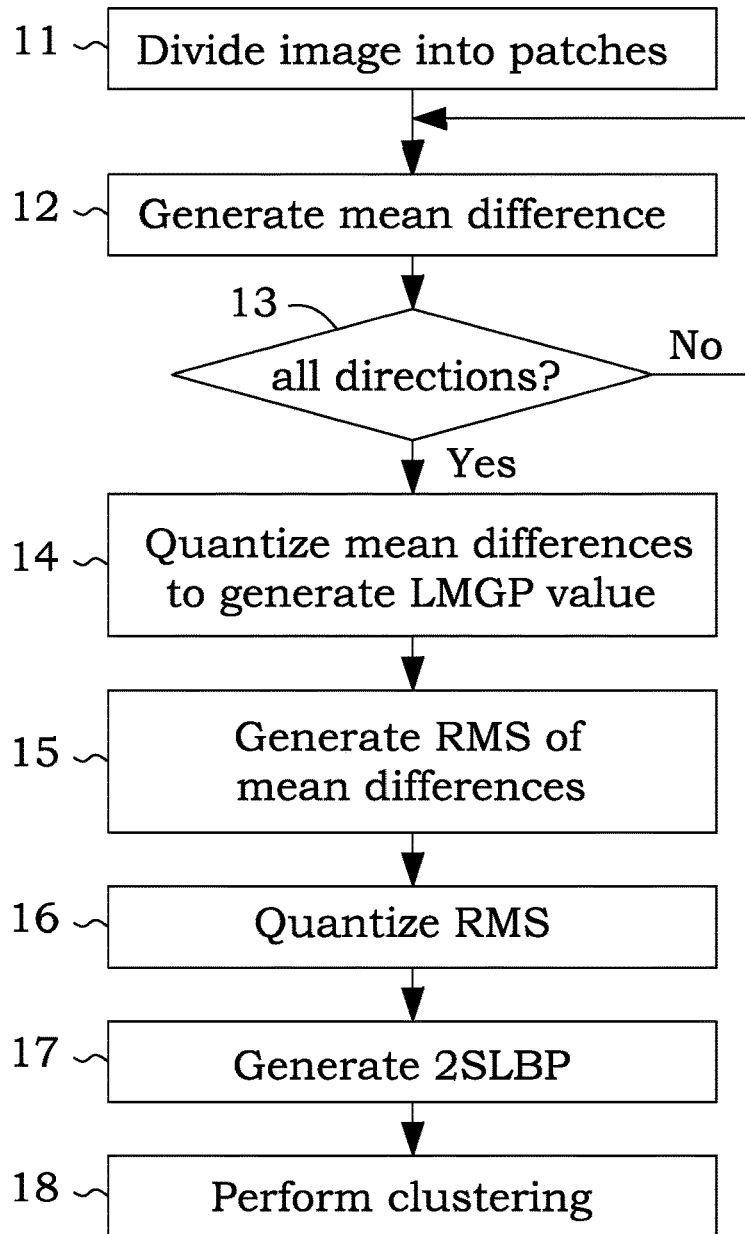 11 Divide image into patches
12 Generate mean difference
13
all directions?
No
Yes
14 Quantize mean differences
to generate LMGP value
15 Generate RMS of
mean differences
16 Quantize RMS
17 Generate 2SLBP
18 Perform clustering